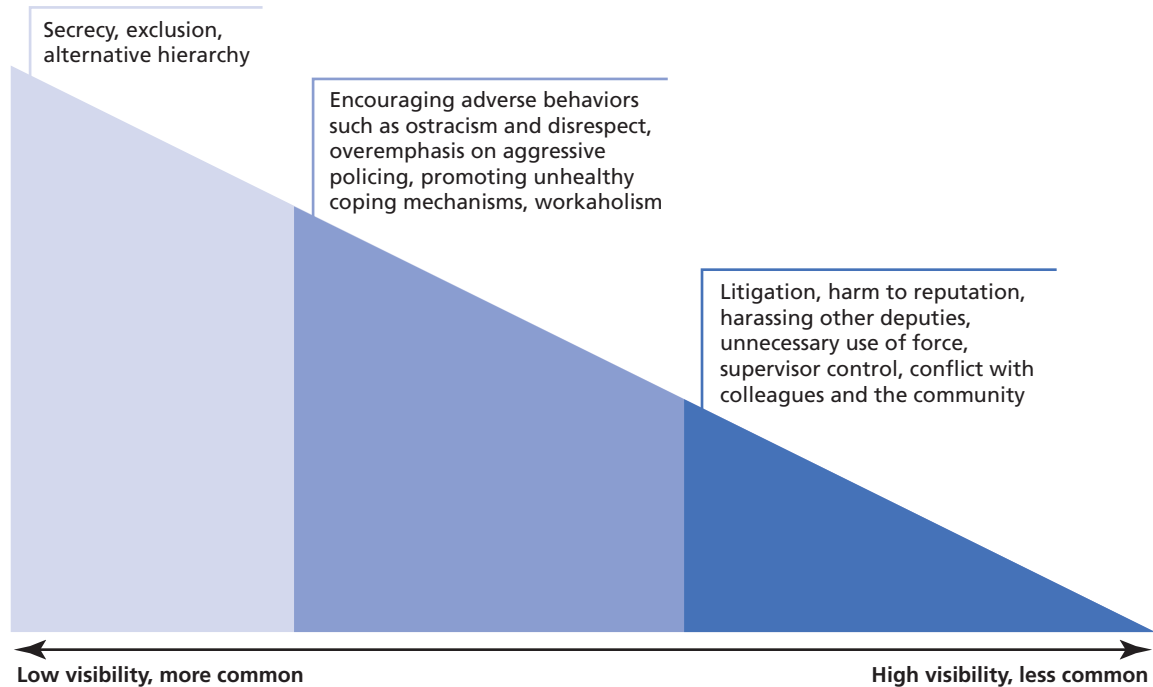 Secrecy, exclusion,
alternative hierarchy
Encouraging adverse behaviors
such as ostracism and disrespect,
overemphasis on aggressive
policing, promoting unhealthy
coping mechanisms, workaholism
Litigation, harm to reputation,
harassing other deputies,
unnecessary use of force,
supervisor control, conflict with
colleagues and the community
Low visibility, more common
High visibility, less common